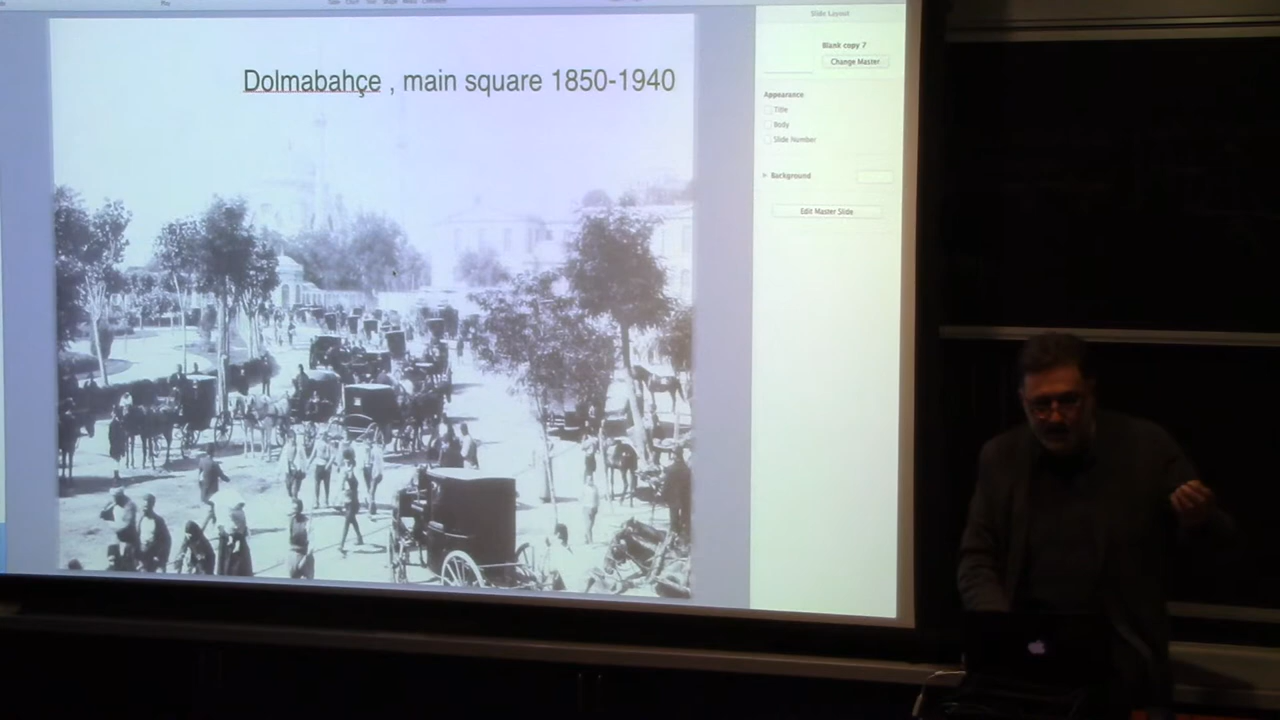 Slide Layout
Dolmabahçe , main square 1850-1940
Blank copy 7
Change Master
Appearance
Title
Body
Slide Number
Background
Edit Master Slide